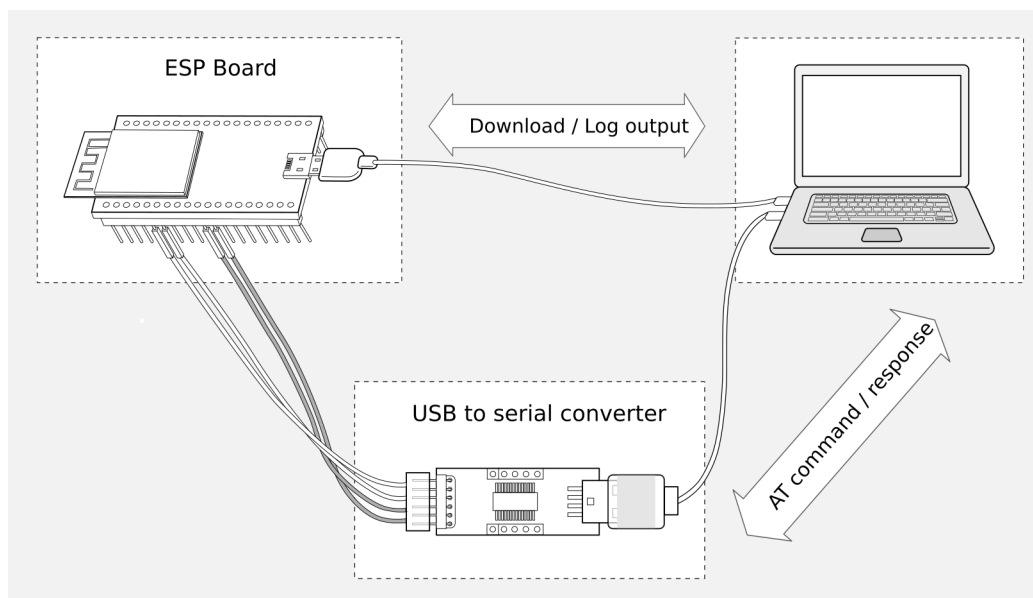 ESP Board
Download / Log output
USB to serial converter
AT command / response